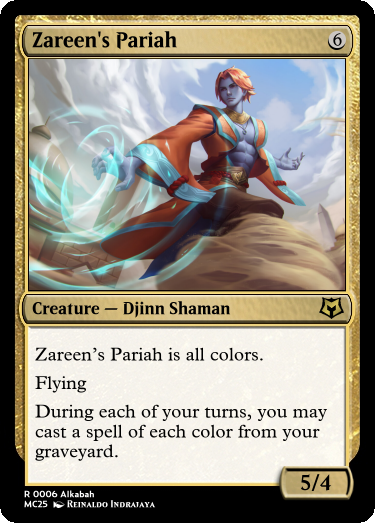 Zareen's Pariah 6
Creature — Djinn Shaman
Zareen's Pariah is all colors.
Flying
During each of your turns, you may
cast a spell of each color from your
graveyard.
5/4
R 0006 Alkabah
MC25 Reinaldo Indrajaya